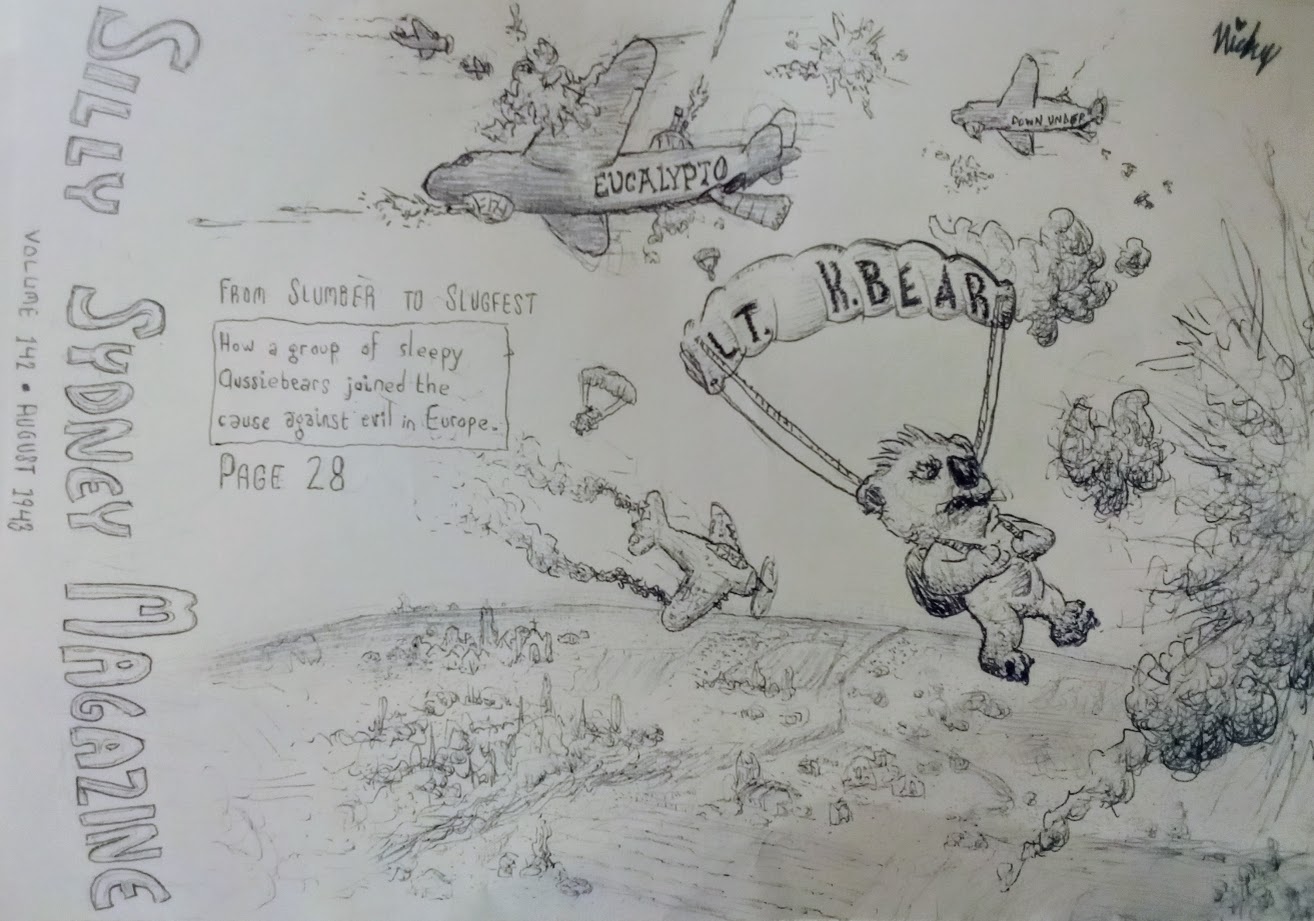 SILLY SYDNEY MAGAZINE
VOLUME 142 • AUGUST 1943
EUCALYPTO
DOWN UNDER
LT. K.BEAR
FROM SLUMBER TO SLUGFEST
How a group of sleepy
Aussiebears joined the
cause against evil in Europe.
PAGE 28